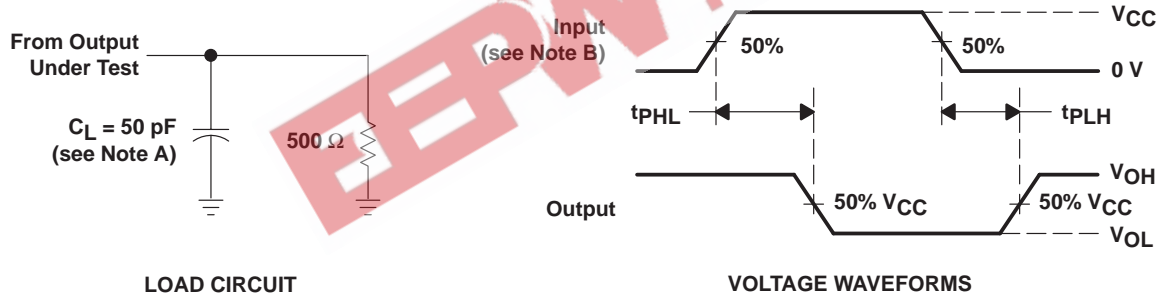 From Output
Under Test
CL = 50 pF
(see Note A)
500 Ω
LOAD CIRCUIT
Input
(see Note B)
50%
50%
VCC
0 V
tPHL
tPLH
Output
50% VCC
50% VCC
VOH
VOL
VOLTAGE WAVEFORMS